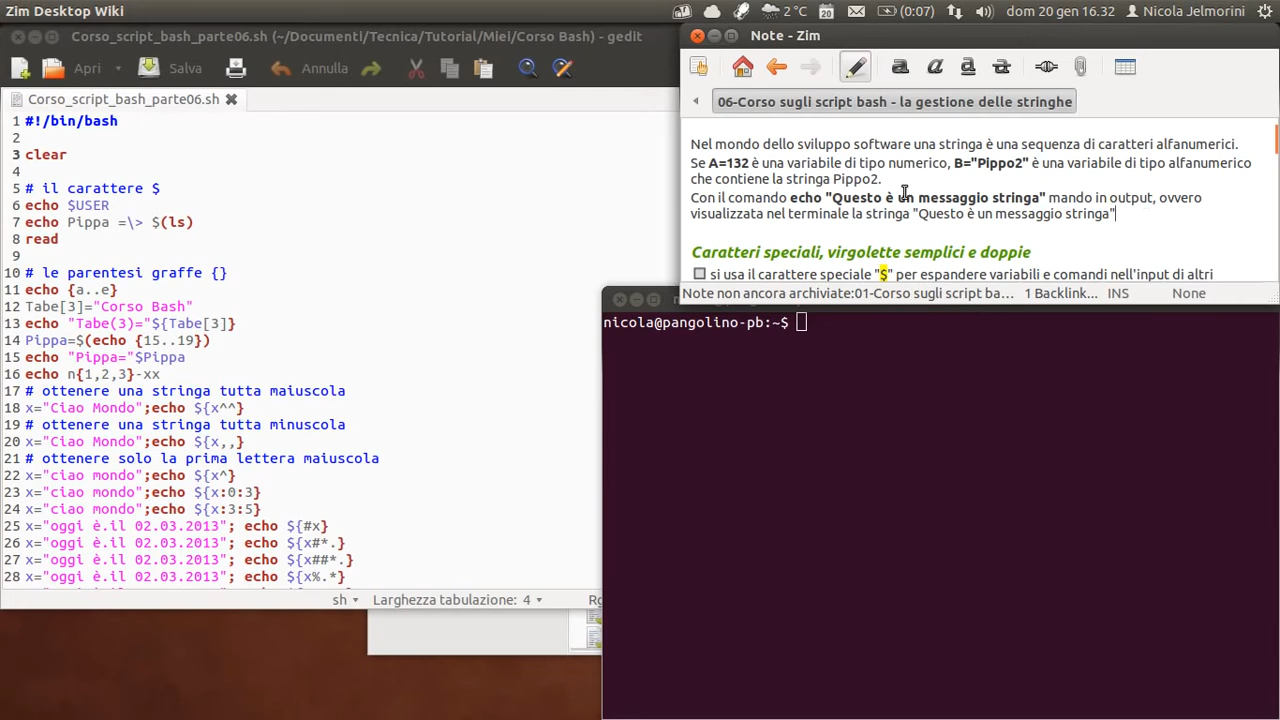 Zim Desktop Wiki
2 °C
20
(0:07)
dom 20 gen 16.32
Nicola Jelmorini
Corso_script_bash_parte06.sh (~/Documenti/Tecnica/Tutorial/Miei/Corso Bash) - gedit
Apri
Salva
Annulla
Corso_script_bash_parte06.sh
1 #!/bin/bash
2
3 clear
4
5 # il carattere $
6 echo $USER
7 echo Pippa =\> $(ls)
8 read
9
10 # le parentesi graffe {}
11 echo {a..e}
12 Tabe[3]="Corso Bash"
13 echo "Tabe(3)="${Tabe[3]}
14 Pippa=$(echo {15..19})
15 echo "Pippa="$Pippa
16 echo n{1,2,3}-xx
17 # ottenere una stringa tutta maiuscola
18 x="Ciao Mondo";echo ${x^^}
19 # ottenere una stringa tutta minuscola
20 x="Ciao Mondo";echo ${x,,}
21 # ottenere solo la prima lettera maiuscola
22 x="ciao mondo";echo ${x^}
23 x="ciao mondo";echo ${x:0:3}
24 x="ciao mondo";echo ${x:3:5}
25 x="oggi è.il 02.03.2013"; echo ${#x}
26 x="oggi è.il 02.03.2013"; echo ${x#*.}
27 x="oggi è.il 02.03.2013"; echo ${x##*.}
28 x="oggi è.il 02.03.2013"; echo ${x%.*}
sh
Larghezza tabulazione: 4
Note - Zim
a a a a
06-Corso sugli script bash - la gestione delle stringhe
Nel mondo dello sviluppo software una stringa è una sequenza di caratteri alfanumerici.
Se A=132 è una variabile di tipo numerico, B="Pippo2" è una variabile di tipo alfanumerico
che contiene la stringa Pippo2.
Con il comando echo "Questo è un messaggio stringa" mando in output, ovvero
visualizzata nel terminale la stringa "Questo è un messaggio stringa"
Caratteri speciali, virgolette semplici e doppie
si usa il carattere speciale "$" per espandere variabili e comandi nell'input di altri
Note non ancora archiviate:01-Corso sugli script ba...
1 Backlink...
INS
None
nicola@pangolino-pb:~$